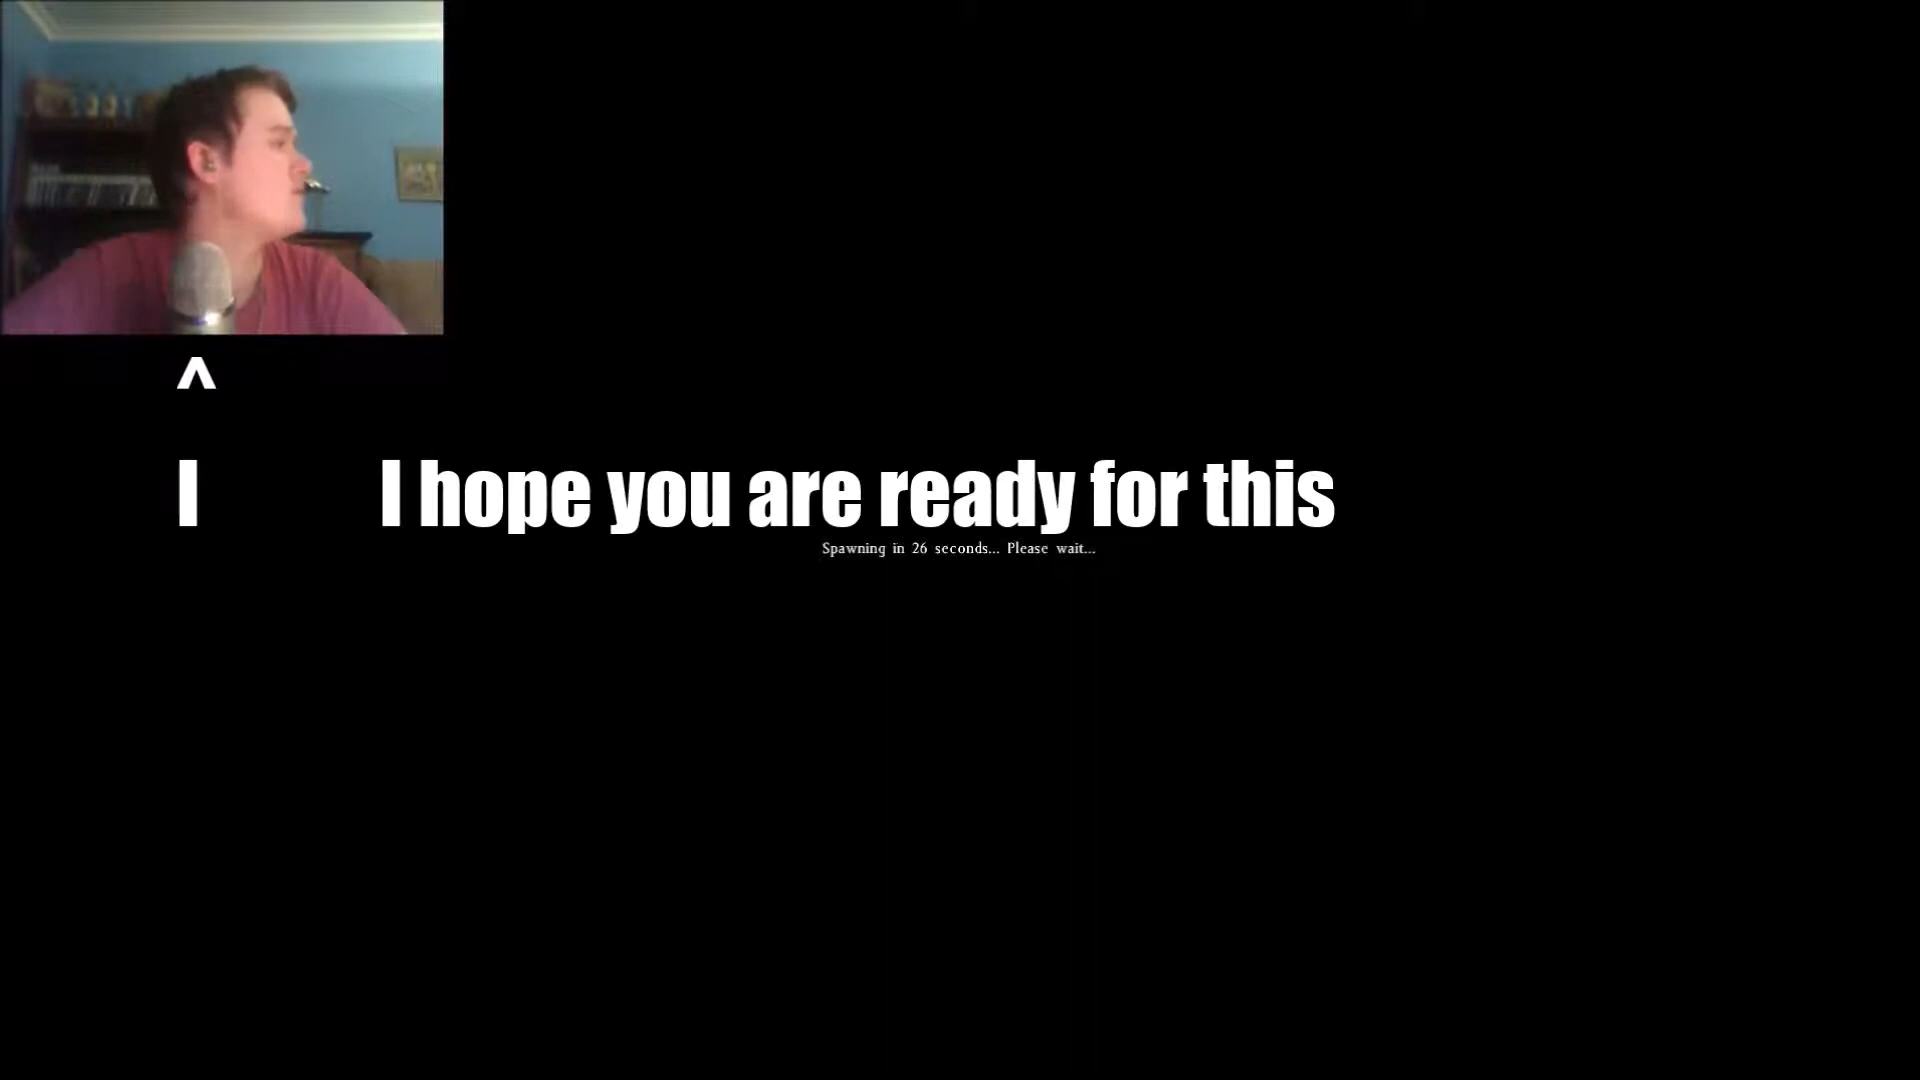 ^
I I hope you are ready for this
Spawning in 26 seconds... Please wait...